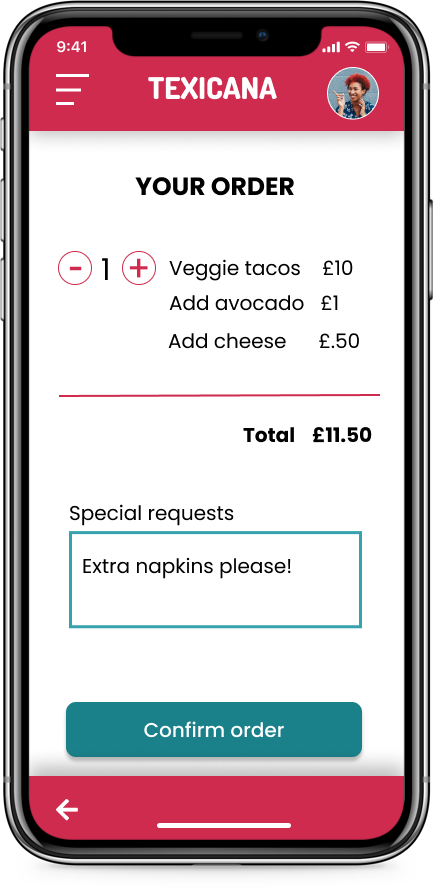 9:41
TEXICANA
YOUR ORDER
- 1 + Veggie tacos £10
Add avocado £1
Add cheese £.50
Total £11.50
Special requests
Extra napkins please!
Confirm order